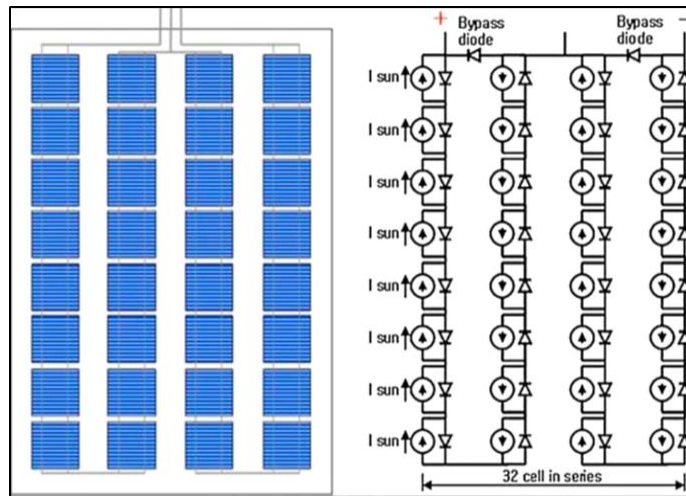 +
Bypass
diode
Bypass
diode
−
I sun
I sun
I sun
I sun
I sun
I sun
I sun
I sun
32 cell in series